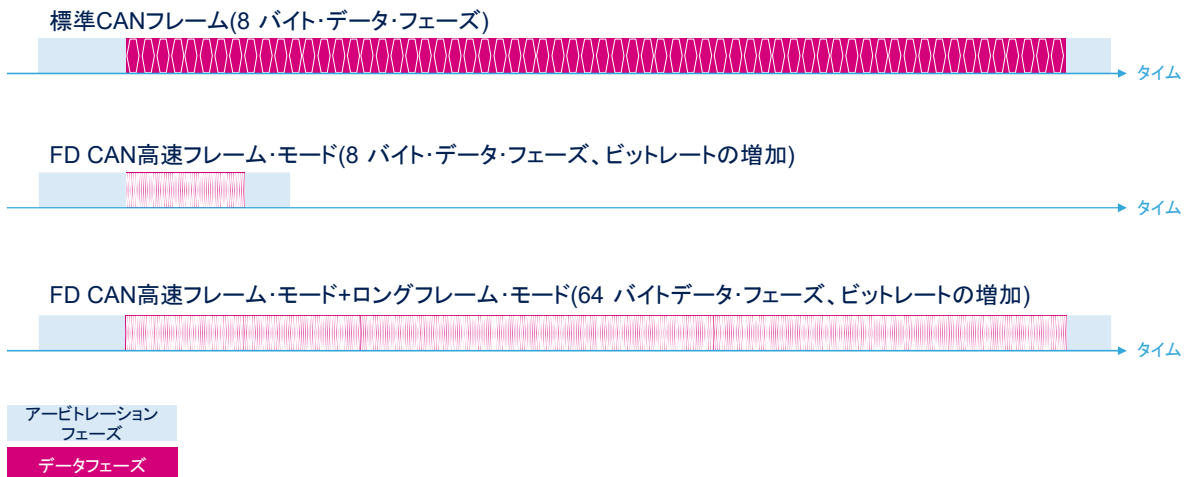 標準CANフレーム(8 バイト･データ･フェーズ)
タイム
FD CAN高速フレーム･モード(8 バイト･データ･フェーズ、ビットレートの増加)
タイム
FD CAN高速フレーム･モード+ロングフレーム･モード(64 バイトデータ･フェーズ、ビットレートの増加)
タイム
アービトレーション
フェーズ
データフェーズ